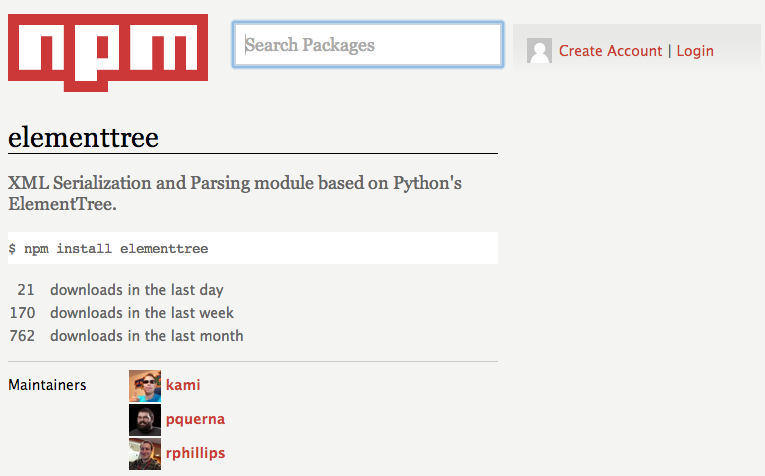 npm
Search Packages
Create Account | Login
elementtree
XML Serialization and Parsing module based on Python's
ElementTree.
$ npm install elementtree
21 downloads in the last day
170 downloads in the last week
762 downloads in the last month
Maintainers
kami
pquerna
rphillips